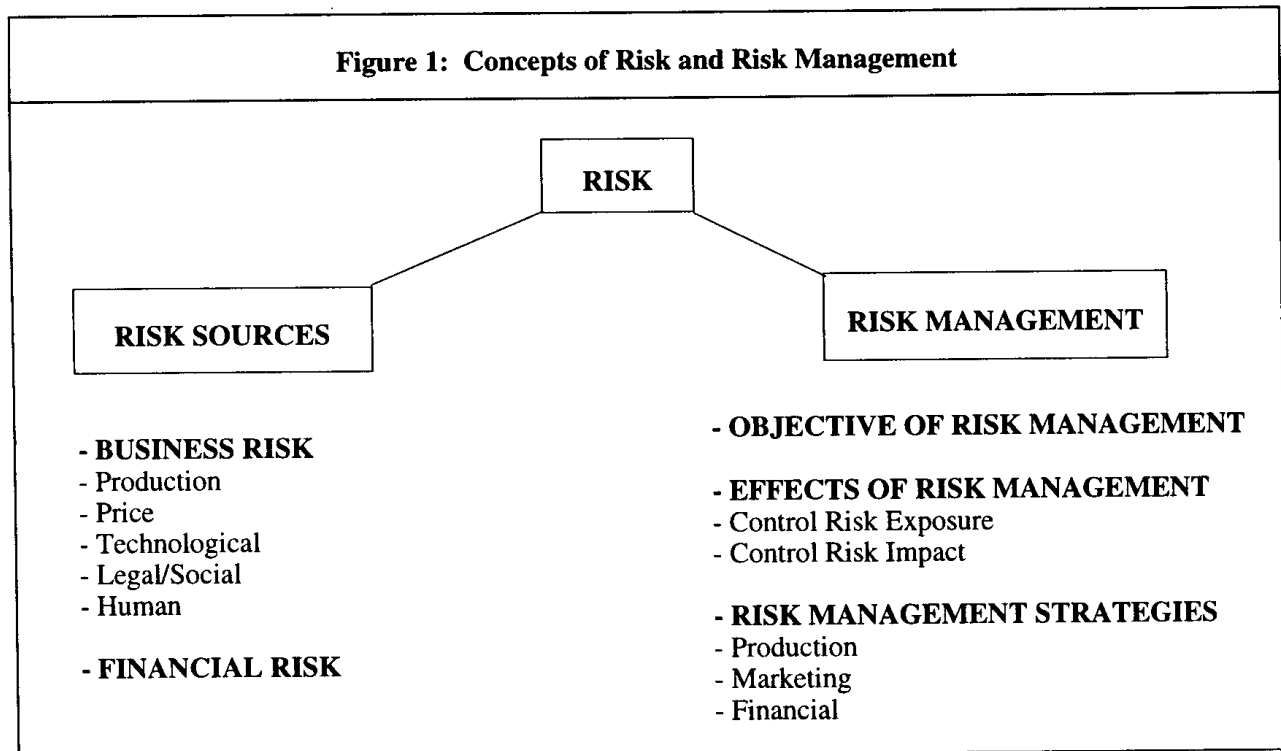 Figure 1: Concepts of Risk and Risk Management
RISK
RISK SOURCES
- BUSINESS RISK
- Production
- Price
- Technological
- Legal/Social
- Human
- FINANCIAL RISK
RISK MANAGEMENT
- OBJECTIVE OF RISK MANAGEMENT
- EFFECTS OF RISK MANAGEMENT
- Control Risk Exposure
- Control Risk Impact
- RISK MANAGEMENT STRATEGIES
- Production
- Marketing
- Financial